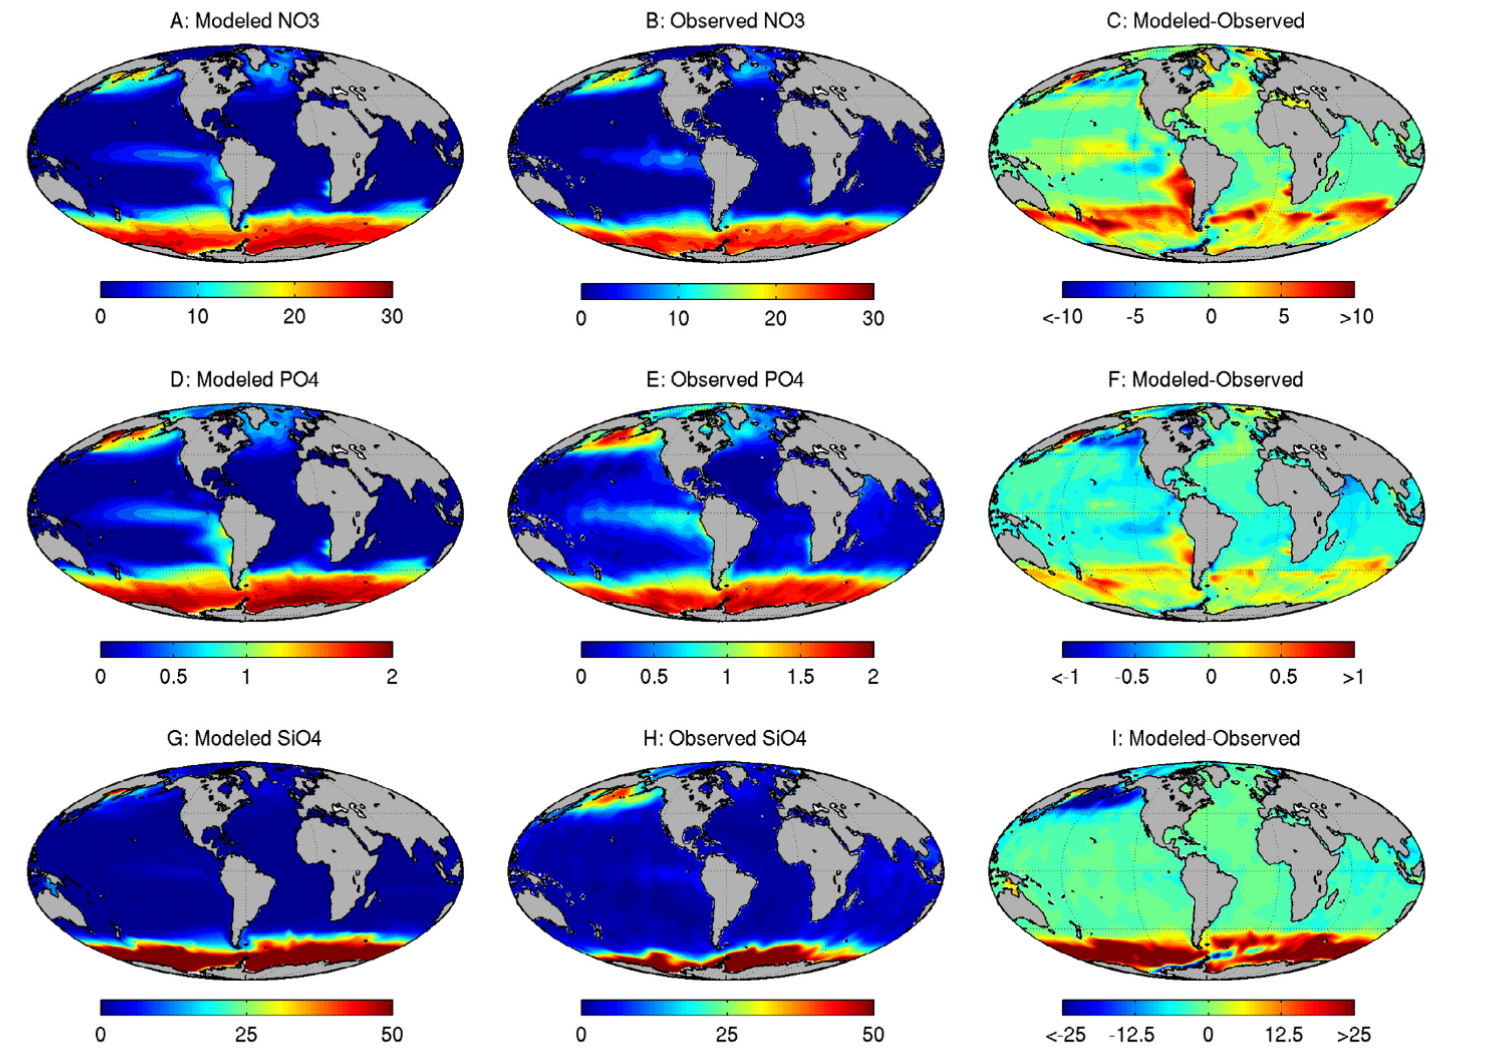 A: Modeled NO3 B: Observed NO3 C: Modeled-Observed
0 10 20 30 0 10 20 30 <-10 -5 0 5 >10
D: Modeled PO4 E: Observed PO4 F: Modeled-Observed
0 0.5 1 2 0 0.5 1 1.5 2 <-1 -0.5 0 0.5 >1
G: Modeled SiO4 H: Observed SiO4 I: Modeled-Observed
0 25 50 0 25 50 <-25 -12.5 0 12.5 >25